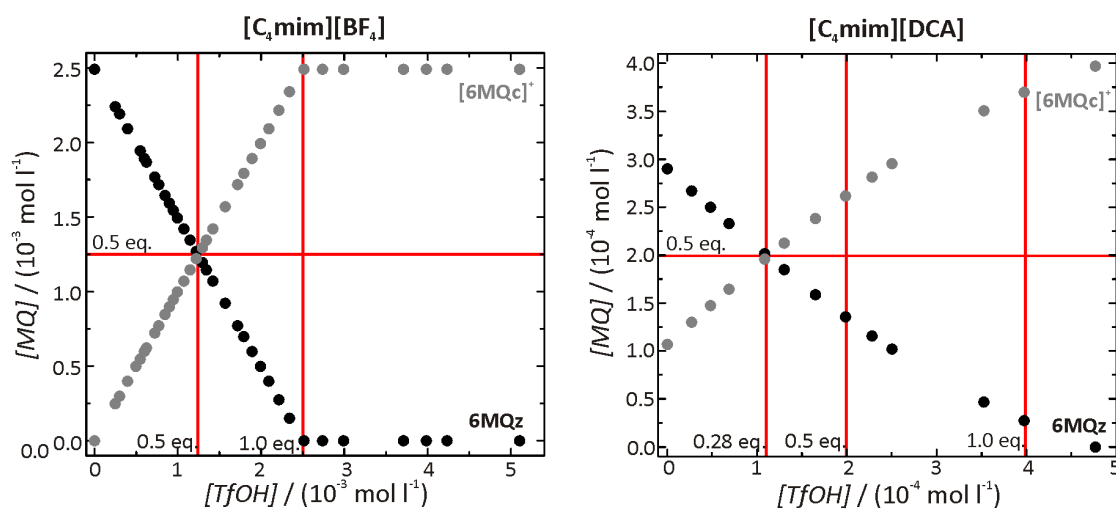 [C₄mim][BF₄]
2.5
2.0
1.5
1.0
0.5
0.0
0.0
[MQ] / (10⁻³ mol l⁻¹)
[6MQc]⁺
0.5 eq.
0.5 eq.
1.0 eq.
6MQz
0
1
2
3
4
5
[TfOH] / (10⁻³ mol l⁻¹)
[C₄mim][DCA]
4.0
3.5
3.0
2.5
2.0
1.5
1.0
0.5
0.0
[MQ] / (10⁻⁴ mol l⁻¹)
[6MQc]⁺
0.5 eq.
0.28 eq.
0.5 eq.
1.0 eq.
6MQz
0
1
2
3
4
5
[TfOH] / (10⁻⁴ mol l⁻¹)